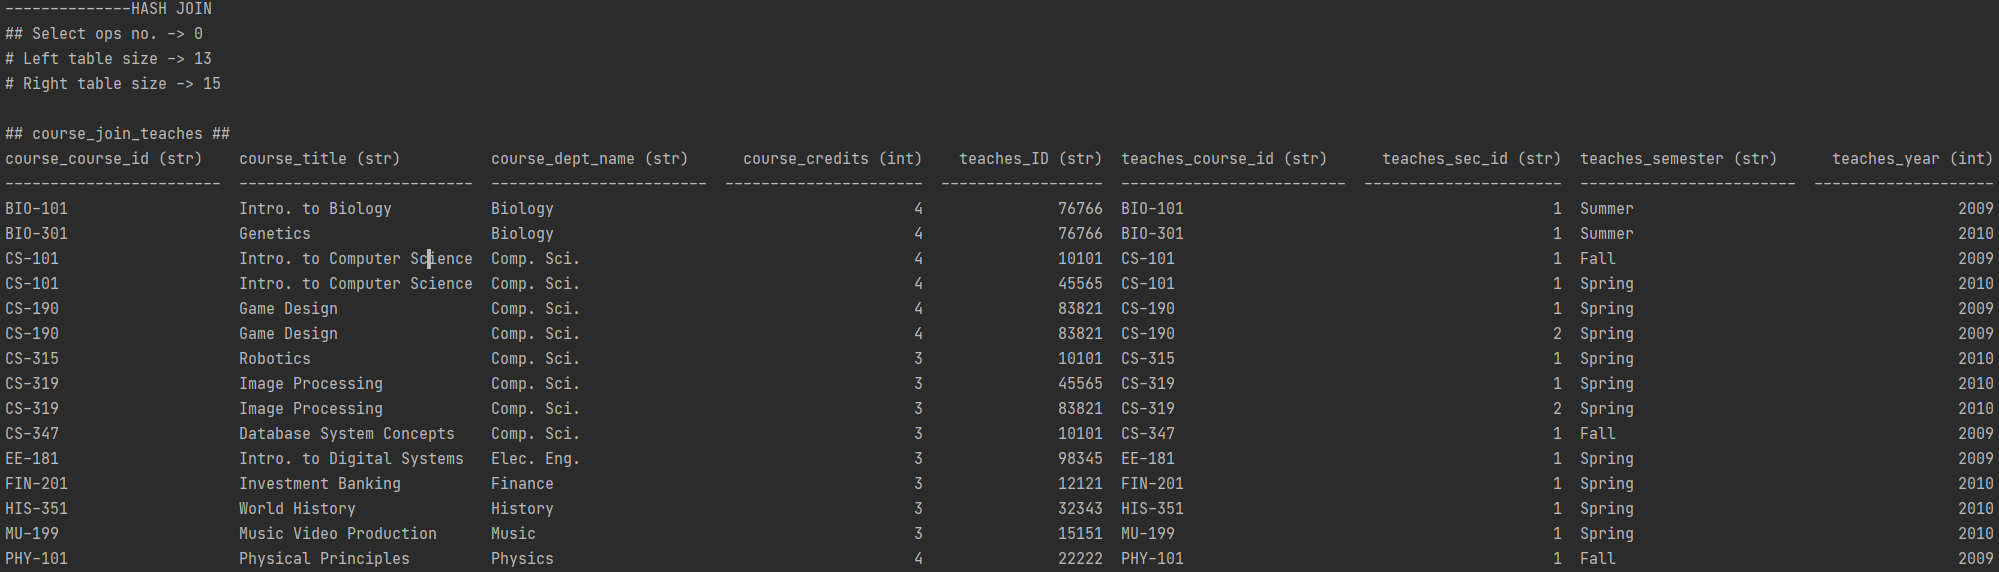 --------------HASH JOIN
## Select ops no. -> 0
# Left table size -> 13
# Right table size -> 15
## course_join_teaches ##
course_course_id (str)    course_title (str)          course_dept_name (str)      course_credits (int)    teaches_ID (str)  teaches_course_id (str)      teaches_sec_id (str)  teaches_semester (str)      teaches_year (int)
------------------------  --------------------------  ------------------------  ----------------------  ------------------  -------------------------  ----------------------  ------------------------  --------------------
BIO-101                   Intro. to Biology           Biology                                        4               76766  BIO-101                                         1  Summer                                    2009
BIO-301                   Genetics                    Biology                                        4               76766  BIO-301                                         1  Summer                                    2010
CS-101                    Intro. to Computer Science  Comp. Sci.                                     4               10101  CS-101                                          1  Fall                                      2009
CS-101                    Intro. to Computer Science  Comp. Sci.                                     4               45565  CS-101                                          1  Spring                                    2010
CS-190                    Game Design                 Comp. Sci.                                     4               83821  CS-190                                          1  Spring                                    2009
CS-190                    Game Design                 Comp. Sci.                                     4               83821  CS-190                                          2  Spring                                    2009
CS-315                    Robotics                    Comp. Sci.                                     3               10101  CS-315                                          1  Spring                                    2010
CS-319                    Image Processing            Comp. Sci.                                     3               45565  CS-319                                          1  Spring                                    2010
CS-319                    Image Processing            Comp. Sci.                                     3               83821  CS-319                                          2  Spring                                    2010
CS-347                    Database System Concepts    Comp. Sci.                                     3               10101  CS-347                                          1  Fall                                      2009
EE-181                    Intro. to Digital Systems   Elec. Eng.                                     3               98345  EE-181                                          1  Spring                                    2009
FIN-201                   Investment Banking          Finance                                        3               12121  FIN-201                                         1  Spring                                    2010
HIS-351                   World History               History                                        3               32343  HIS-351                                         1  Spring                                    2010
MU-199                    Music Video Production      Music                                          3               15151  MU-199                                          1  Spring                                    2010
PHY-101                   Physical Principles         Physics                                        4               22222  PHY-101                                         1  Fall                                      2009